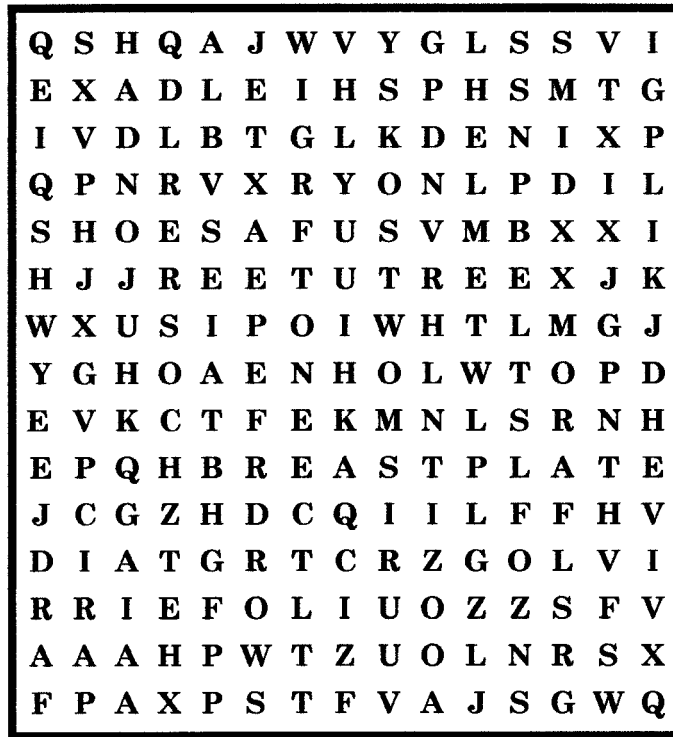 Q S H Q A J W V Y G L S S V I
E X A D L E I H S P H S M T G
I V D L B T G L K D E N I X P
Q P N R V X R Y O N L P D I L
S H O E S A F U S V M B X X I
H J J R E E T U T R E E X J K
W X U S I P O I W H T L M G J
Y G H O A E N H O L W T O P D
E V K C T F E K M N L S R N H
E P Q H B R E A S T P L A T E
J C G Z H D C Q I I L F F H V
D I A T G R T C R Z G O L V I
R R I E F O L I U O Z Z S F V
A A A H P W T Z U O L N R S X
F P A X P S T F V A J S G W Q